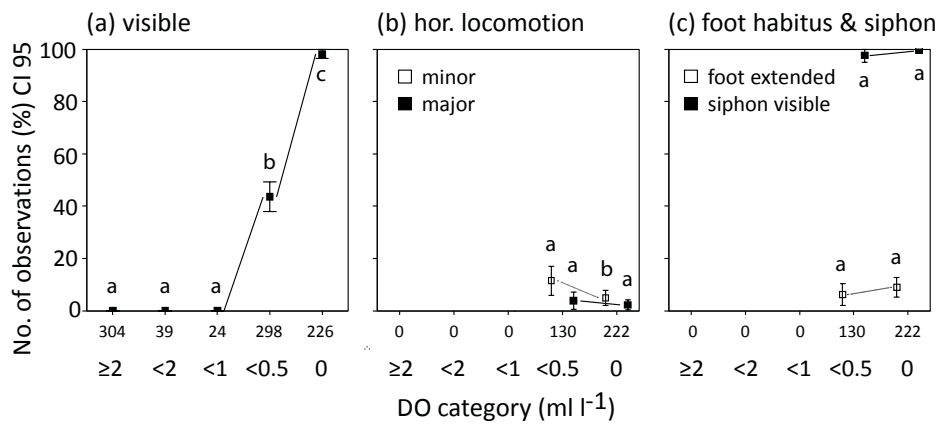 (a) visible
(b) hor. locomotion
(c) foot habitus & siphon
No. of observations (%) CI 95
100
80
60
40
20
0
a a a b c
304 39 24 298 226
≥2 <2 <1 <0.5 0
minor
major
a a b a
0 0 0 130 222
≥2 <2 <1 <0.5 0
foot extended
siphon visible
a a
a a
0 0 0 130 222
≥2 <2 <1 <0.5 0
DO category (ml l⁻¹)